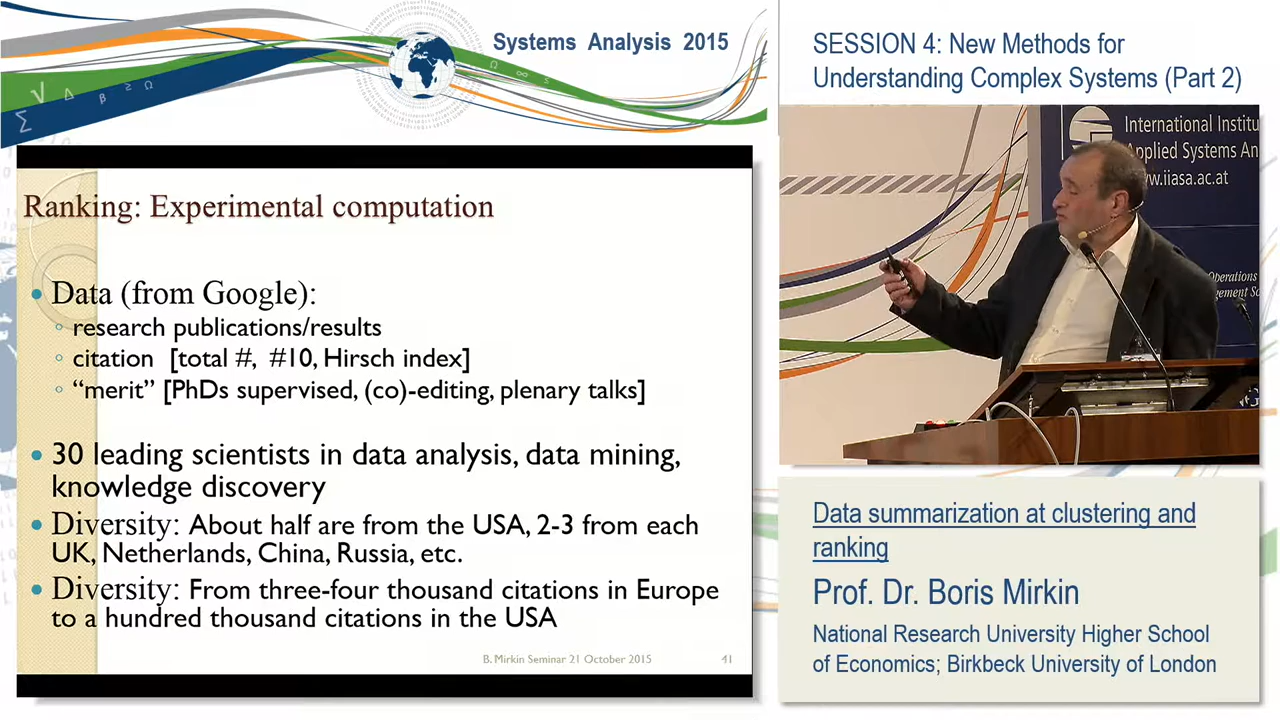 Systems Analysis 2015
SESSION 4: New Methods for
Understanding Complex Systems (Part 2)
Ranking: Experimental computation
Data (from Google):
research publications/results
citation [total #, #10, Hirsch index]
“merit” [PhDs supervised, (co)-editing, plenary talks]
30 leading scientists in data analysis, data mining,
knowledge discovery
Diversity: About half are from the USA, 2-3 from each
UK, Netherlands, China, Russia, etc.
Diversity: From three-four thousand citations in Europe
to a hundred thousand citations in the USA
B. Mirkin Seminar 21 October 2015 41
International Institu
Applied Systems An
www.iiasa.ac.at
Operations
gement Sc
Data summarization at clustering and
ranking
Prof. Dr. Boris Mirkin
National Research University Higher School
of Economics; Birkbeck University of London